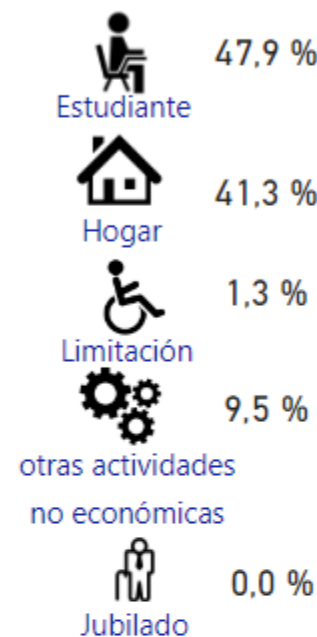 47,9 %
Estudiante
41,3 %
Hogar
1,3 %
Limitación
9,5 %
otras actividades
no económicas
0,0 %
Jubilado